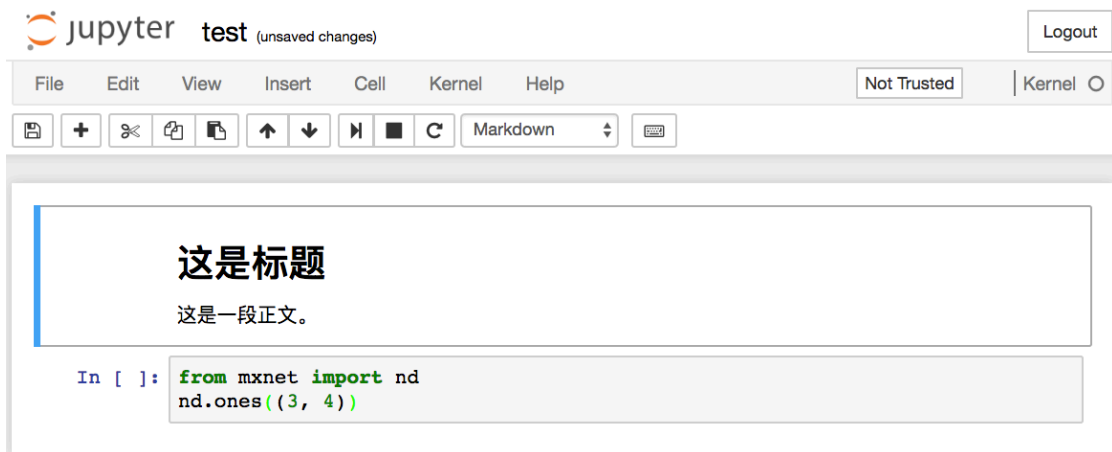 jupyter test (unsaved changes) Logout
File Edit View Insert Cell Kernel Help Not Trusted Kernel
Markdown
这是标题
这是一段正文。
In [ ]: from mxnet import nd
nd.ones((3, 4))